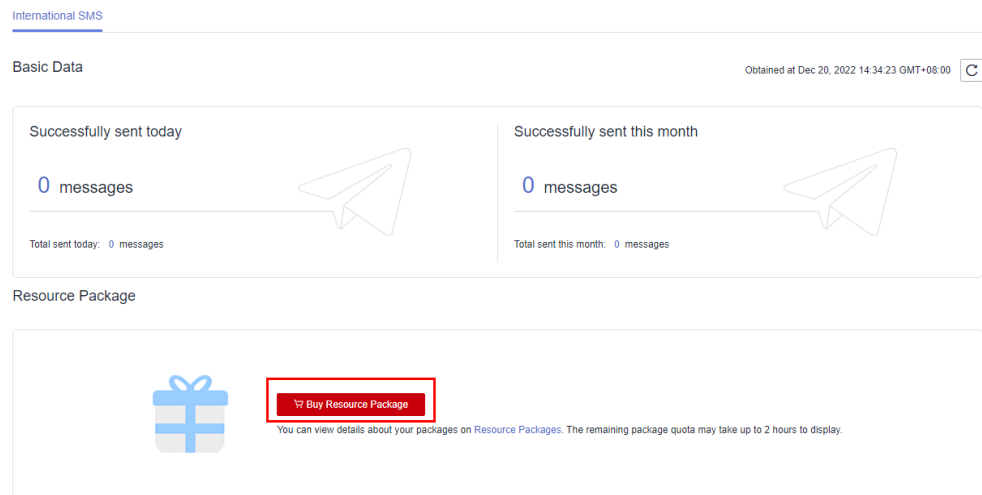 International SMS
Basic Data
Obtained at Dec 20, 2022 14:34:23 GMT+08:00
Successfully sent today
0 messages
Total sent today: 0 messages
Successfully sent this month
0 messages
Total sent this month: 0 messages
Resource Package
Buy Resource Package
You can view details about your packages on Resource Packages. The remaining package quota may take up to 2 hours to display.